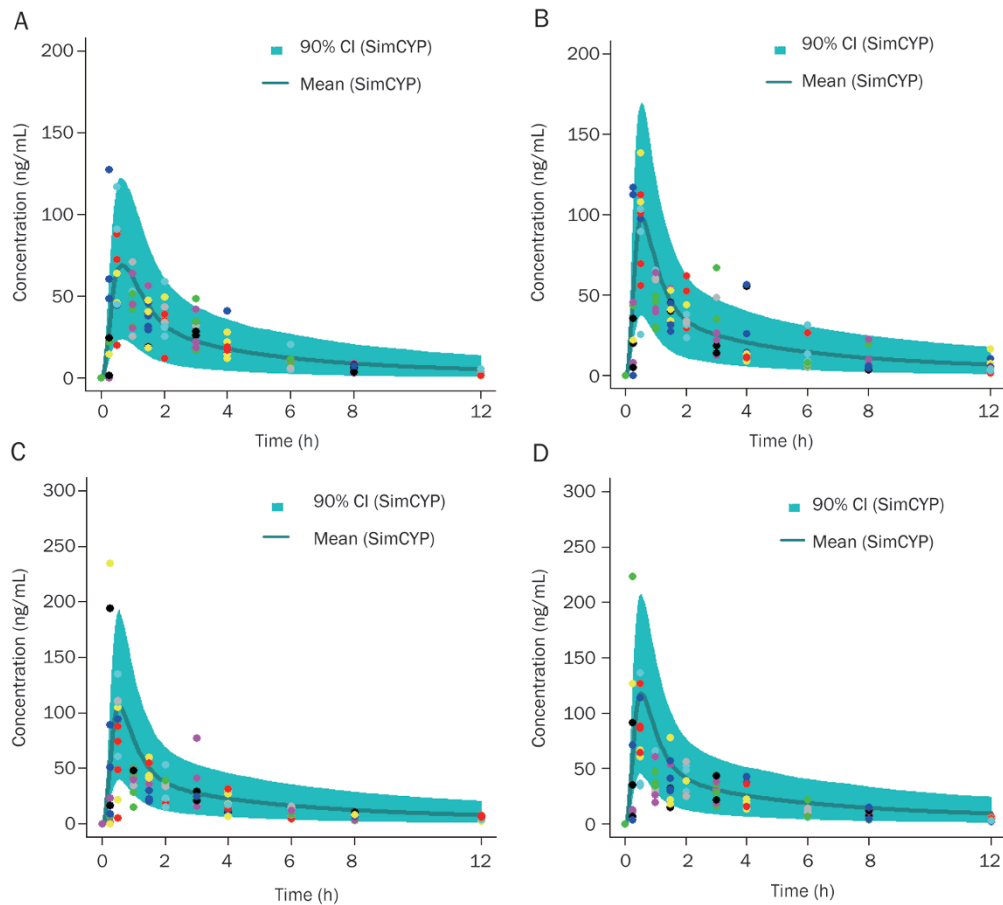 A
90% CI (SimCYP)
Mean (SimCYP)
Concentration (ng/mL)
200
150
100
50
0
0 2 4 6 8 12
Time (h)
B
90% CI (SimCYP)
Mean (SimCYP)
Concentration (ng/mL)
200
150
100
50
0
0 2 4 6 8 12
Time (h)
C
90% CI (SimCYP)
Mean (SimCYP)
Concentration (ng/mL)
300
250
200
150
100
50
0
0 2 4 6 8 12
Time (h)
D
90% CI (SimCYP)
Mean (SimCYP)
Concentration (ng/mL)
300
250
200
150
100
50
0
0 2 4 6 8 12
Time (h)